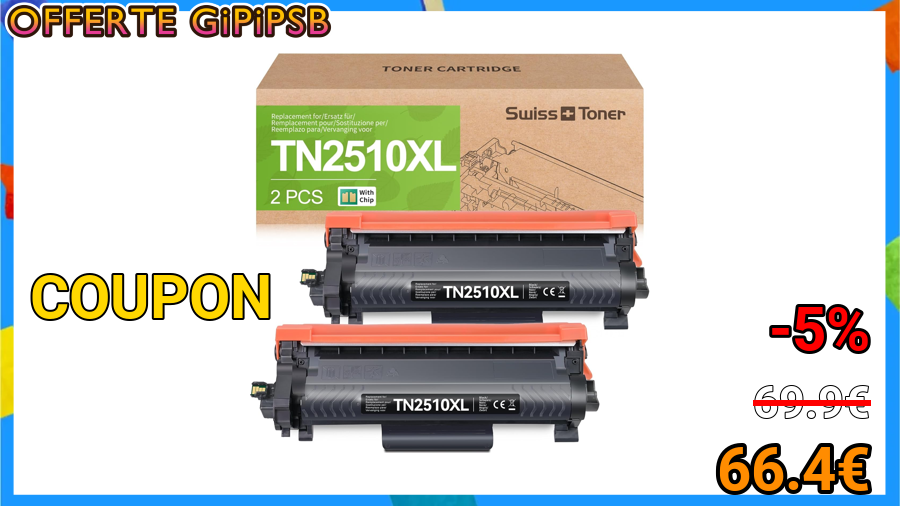 OFFERTE GiPiPSB
TONER CARTRIDGE
Swiss Toner
Replacement for/Ersatz für/
Remplacement pour/Sostituzione per/
Reemplazo para/Vervanging voor
TN2510XL
2 PCS
With
Chip
COUPON
TN2510XL
TN2510XL
-5%
69.9€
66.4€